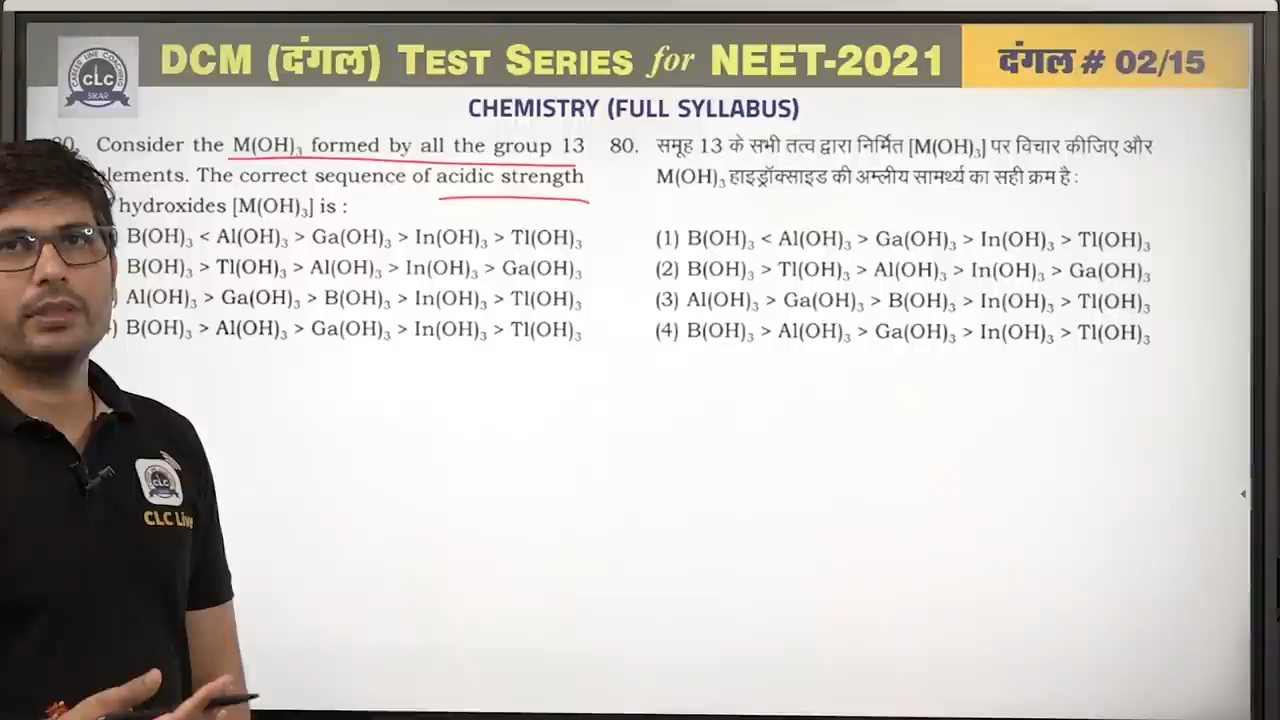 DCM (दंगल) TEST SERIES for NEET-2021
दंगल # 02/15
CLC
SIKAR
CHEMISTRY (FULL SYLLABUS)
Consider the M(OH)₃ formed by all the group 13
lements. The correct sequence of acidic strength
hydroxides [M(OH)₃] is :
B(OH)₃ < Al(OH)₃ > Ga(OH)₃ > In(OH)₃ > Tl(OH)₃
B(OH)₃ > Tl(OH)₃ > Al(OH)₃ > In(OH)₃ > Ga(OH)₃
Al(OH)₃ > Ga(OH)₃ > B(OH)₃ > In(OH)₃ > Tl(OH)₃
B(OH)₃ > Al(OH)₃ > Ga(OH)₃ > In(OH)₃ > Tl(OH)₃
80. समूह 13 के सभी तत्व द्वारा निर्मित [M(OH)₃] पर विचार कीजिए और
M(OH)₃ हाइड्रॉक्साइड की अम्लीय सामर्थ्य का सही क्रम है :
(1) B(OH)₃ < Al(OH)₃ > Ga(OH)₃ > In(OH)₃ > Tl(OH)₃
(2) B(OH)₃ > Tl(OH)₃ > Al(OH)₃ > In(OH)₃ > Ga(OH)₃
(3) Al(OH)₃ > Ga(OH)₃ > B(OH)₃ > In(OH)₃ > Tl(OH)₃
(4) B(OH)₃ > Al(OH)₃ > Ga(OH)₃ > In(OH)₃ > Tl(OH)₃
CLC
CLC Live